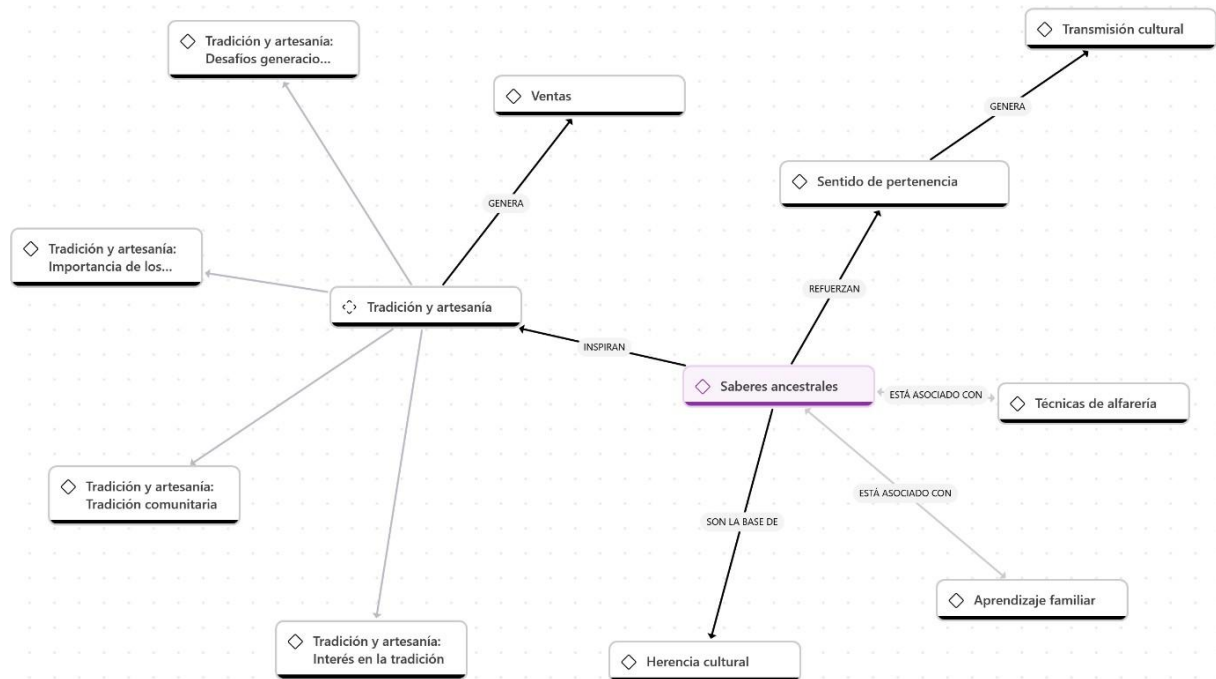 Tradición y artesanía:
Desafíos generacio...
Transmisión cultural
Ventas
GENERA
Sentido de pertenencia
GENERA
Tradición y artesanía:
Importancia de los...
REFUERZAN
Tradición y artesanía
INSPIRAN
Saberes ancestrales
ESTÁ ASOCIADO CON
Técnicas de alfarería
Tradición y artesanía:
Tradición comunitaria
ESTÁ ASOCIADO CON
SON LA BASE DE
Aprendizaje familiar
Tradición y artesanía:
Interés en la tradición
Herencia cultural